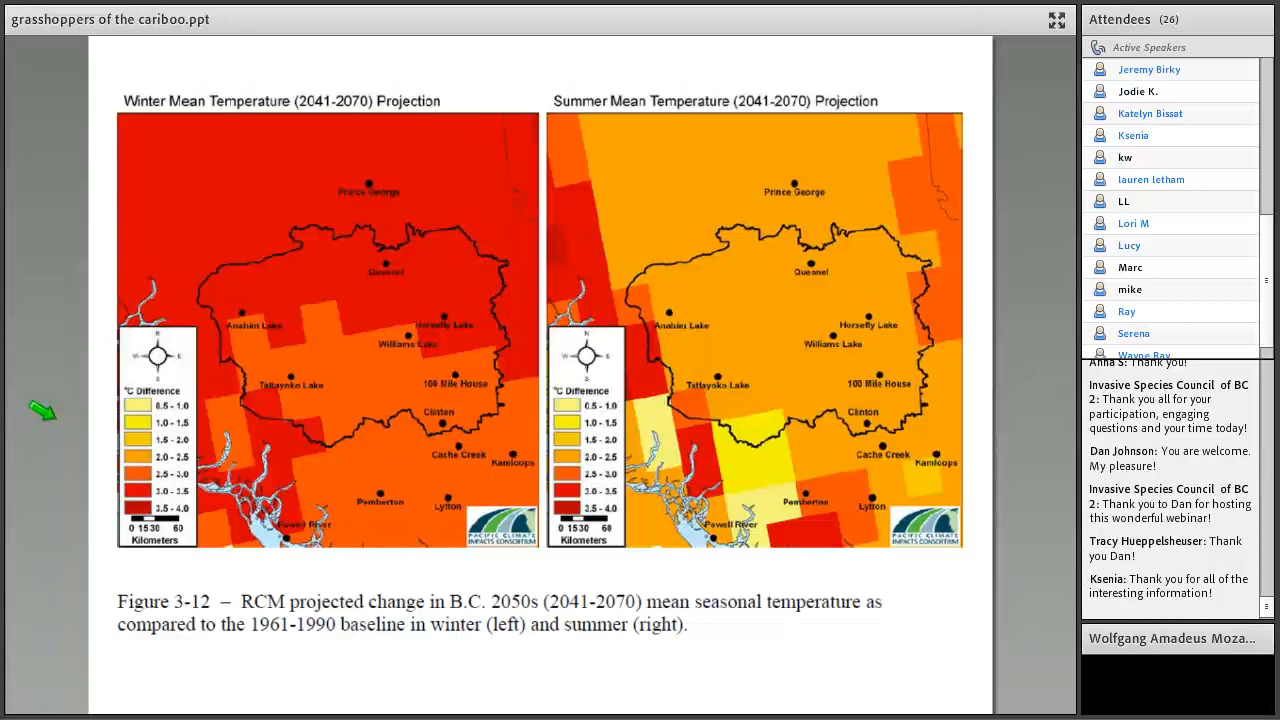 grasshoppers of the cariboo.ppt
Winter Mean Temperature (2041-2070) Projection
Prince George
Quesnel
Anahim Lake
Horsefly Lake
Williams Lake
Tatlayoko Lake
100 Mile House
Clinton
Cache Creek
Kamloops
Pemberton
Lytton
Powell River
N
W
E
S
°C Difference
0.5 - 1.0
1.0 - 1.5
1.5 - 2.0
2.0 - 2.5
2.5 - 3.0
3.0 - 3.5
3.5 - 4.0
0 15 30 60
Kilometers
PACIFIC CLIMATE
IMPACTS CONSORTIUM
Summer Mean Temperature (2041-2070) Projection
Prince George
Quesnel
Anahim Lake
Horsefly Lake
Williams Lake
Tatlayoko Lake
100 Mile House
Clinton
Cache Creek
Kamloops
Pemberton
Lytton
Powell River
N
W
E
S
°C Difference
0.5 - 1.0
1.0 - 1.5
1.5 - 2.0
2.0 - 2.5
2.5 - 3.0
3.0 - 3.5
3.5 - 4.0
0 15 30 60
Kilometers
PACIFIC CLIMATE
IMPACTS CONSORTIUM
Figure 3-12 – RCM projected change in B.C. 2050s (2041-2070) mean seasonal temperature as
compared to the 1961-1990 baseline in winter (left) and summer (right).
Attendees (26)
Active Speakers
Jeremy Birky
Jodie K.
Katelyn Bissat
Ksenia
kw
lauren letham
LL
Lori M
Lucy
Marc
mike
Ray
Serena
Wayne Ray
Anna S: Thank you!
Invasive Species Council of BC
2: Thank you all for your
participation, engaging
questions and your time today!
Dan Johnson: You are welcome.
My pleasure!
Invasive Species Council of BC
2: Thank you to Dan for hosting
this wonderful webinar!
Tracy Hueppelsheuser: Thank
you Dan!
Ksenia: Thank you for all of the
interesting information!
Wolfgang Amadeus Moza...